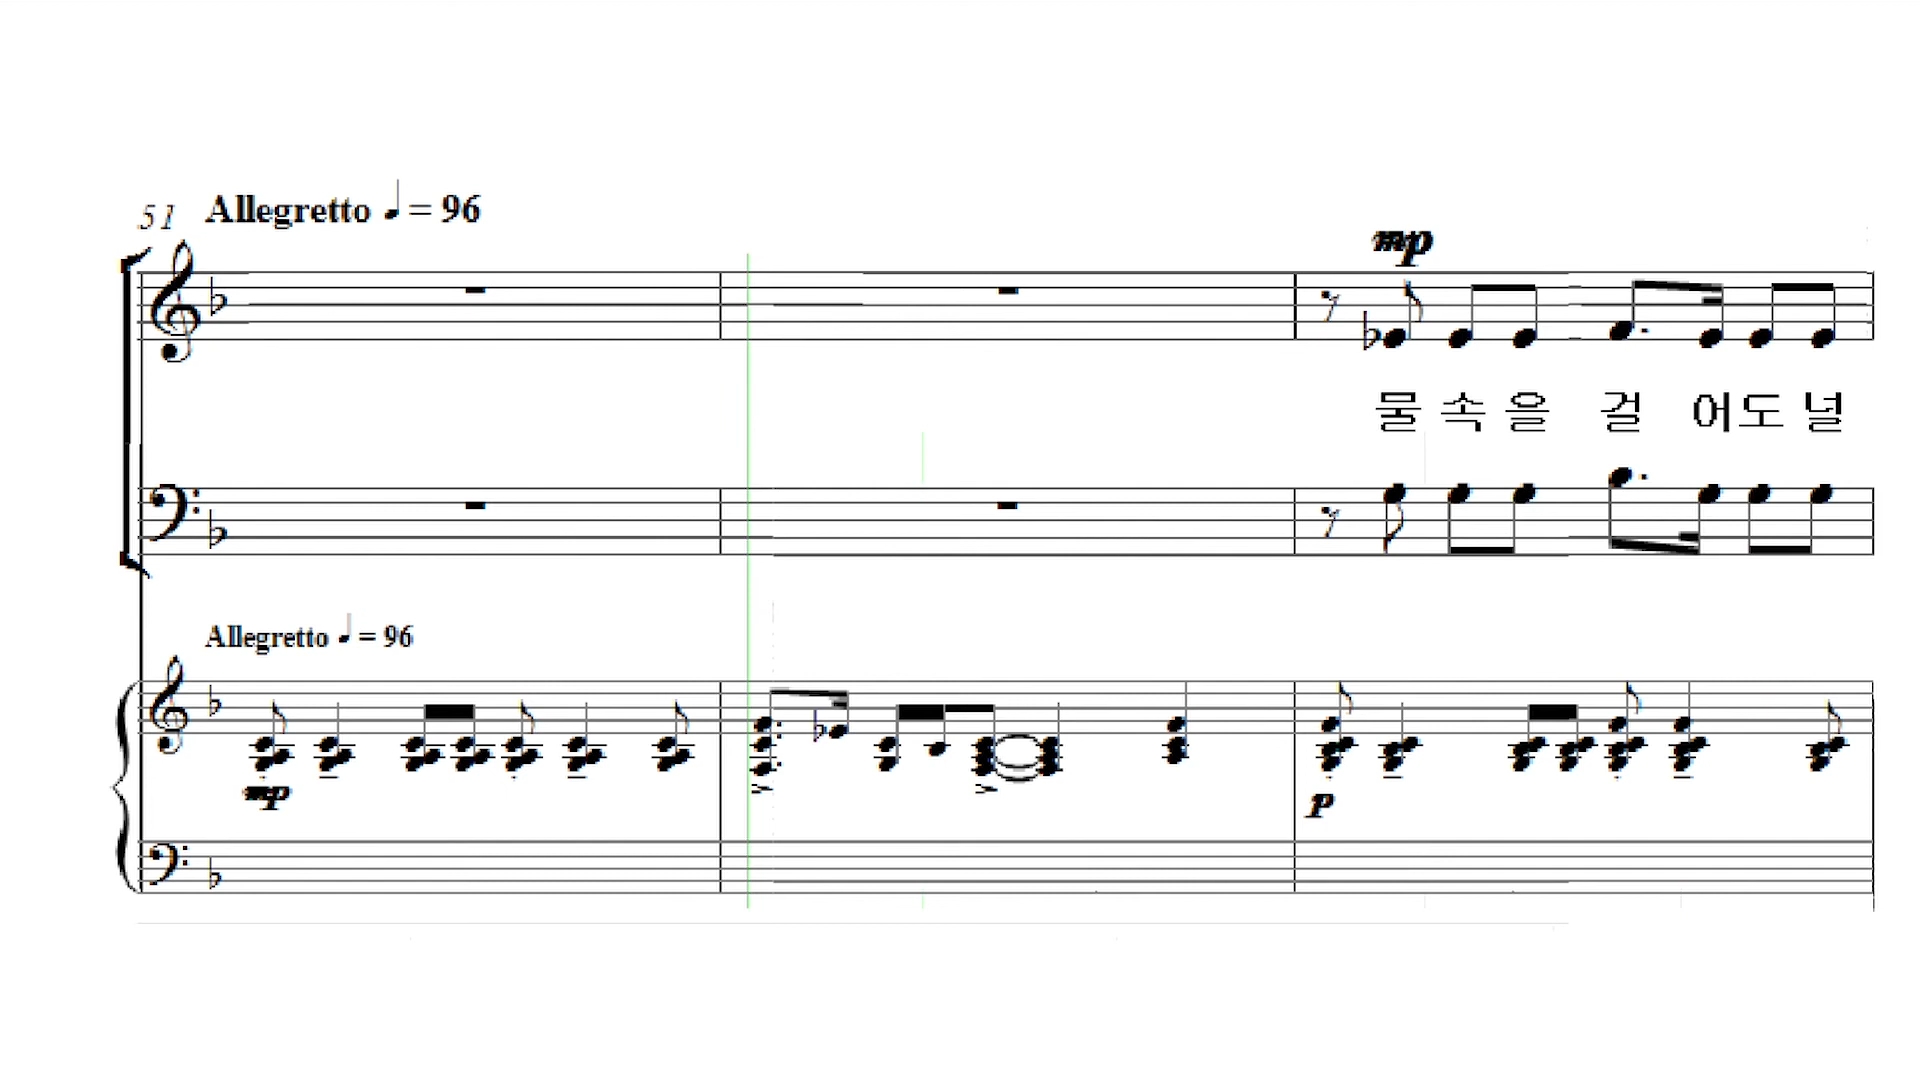 51 Allegretto ♩= 96
mp
물 속 을 걸 어 도 널
Allegretto ♩= 96
mp
p